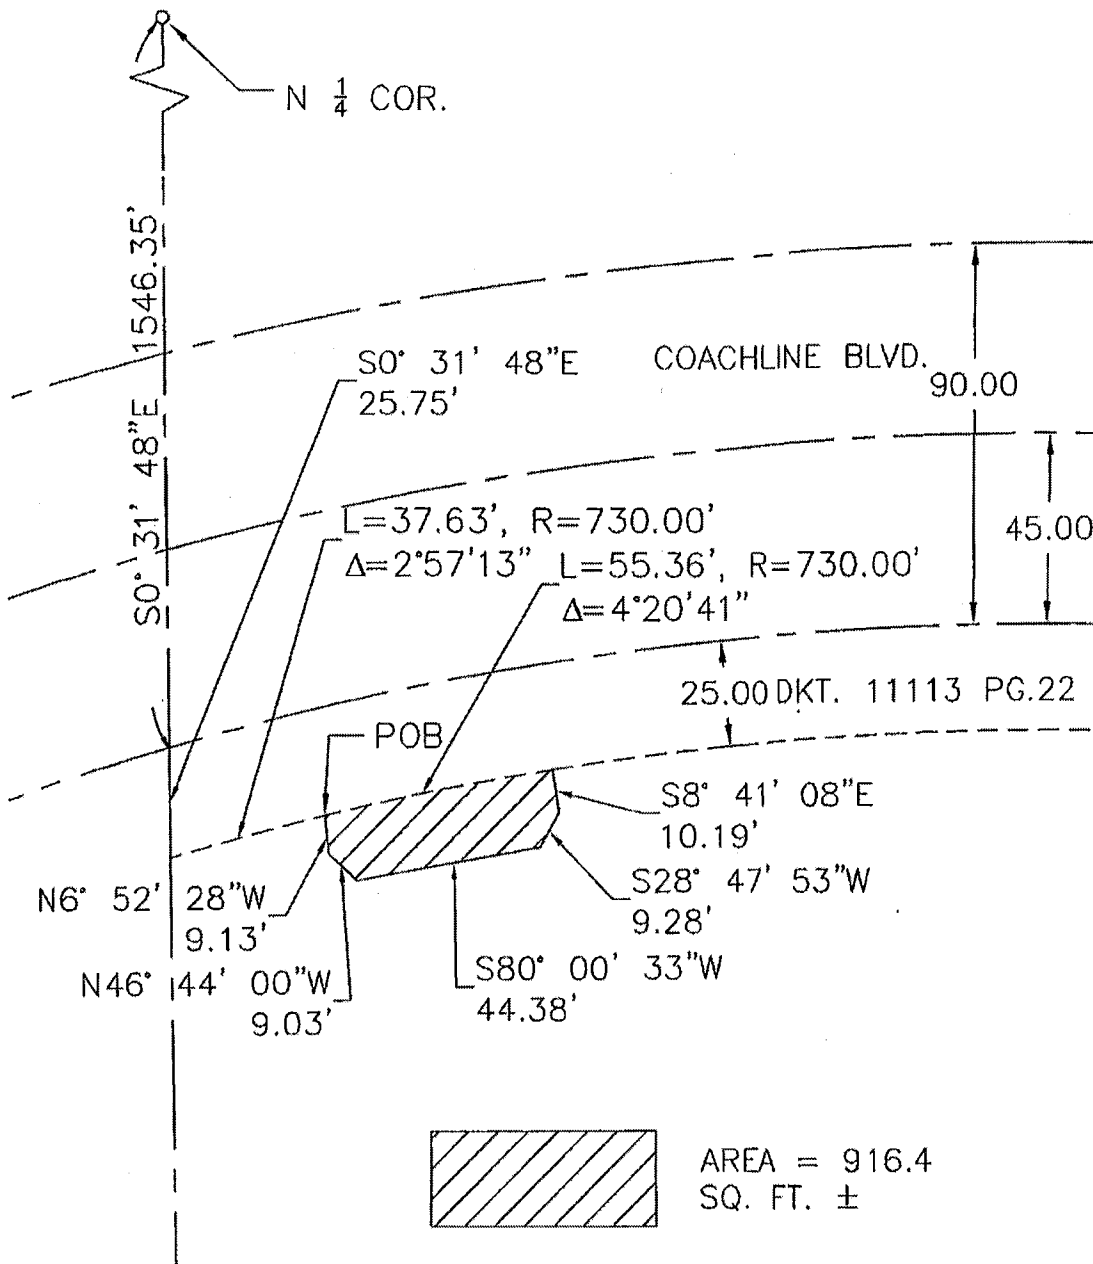 N 1/4 COR.
S0° 31' 48"E 1546.35'
S0° 31' 48"E
25.75'
COACHLINE BLVD.
90.00
45.00
L=37.63', R=730.00'
Δ=2°57'13"
L=55.36', R=730.00'
Δ=4°20'41"
25.00
DKT. 11113 PG.22
POB
S8° 41' 08"E
10.19'
N6° 52' 28"W
9.13'
S28° 47' 53"W
9.28'
N46° 44' 00"W
9.03'
S80° 00' 33"W
44.38'
AREA = 916.4
SQ. FT. ±